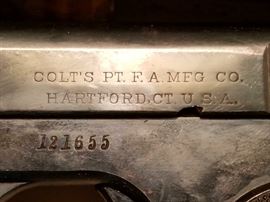 COLT'S PT. F. A. MFG. CO.
HARTFORD, CT. U. S. A.
121655